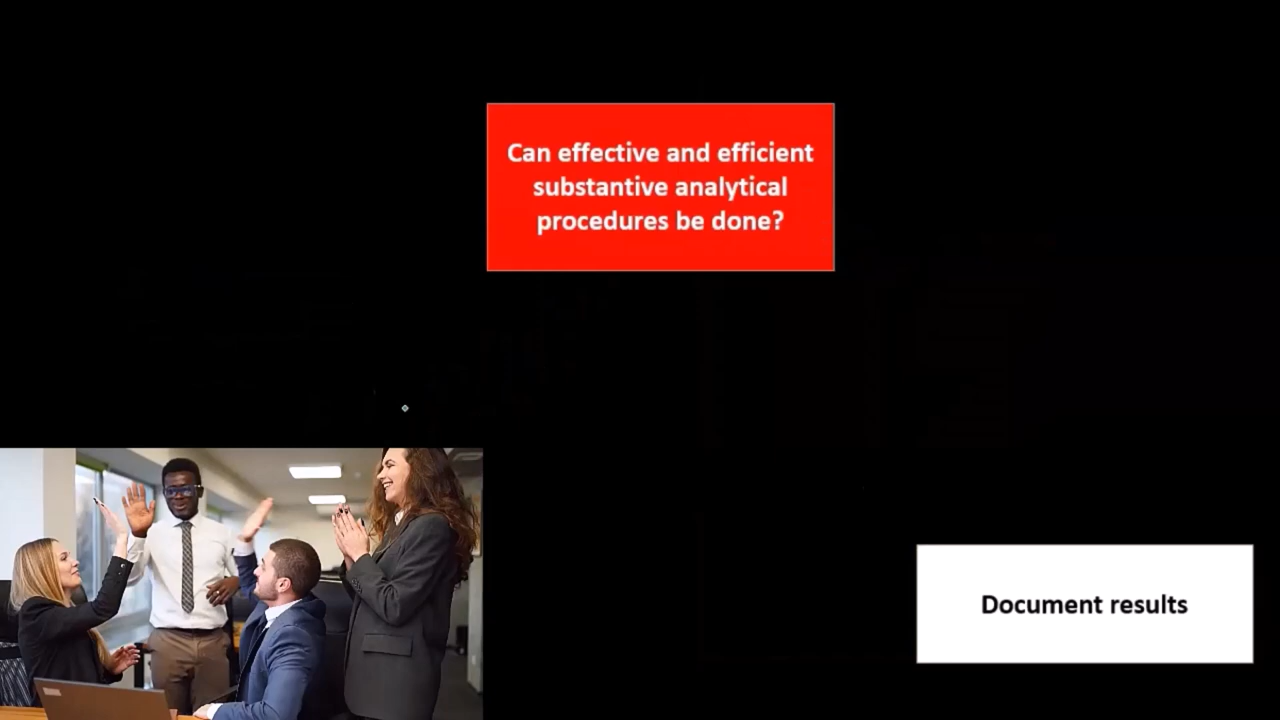 Can effective and efficient
substantive analytical
procedures be done?
Document results